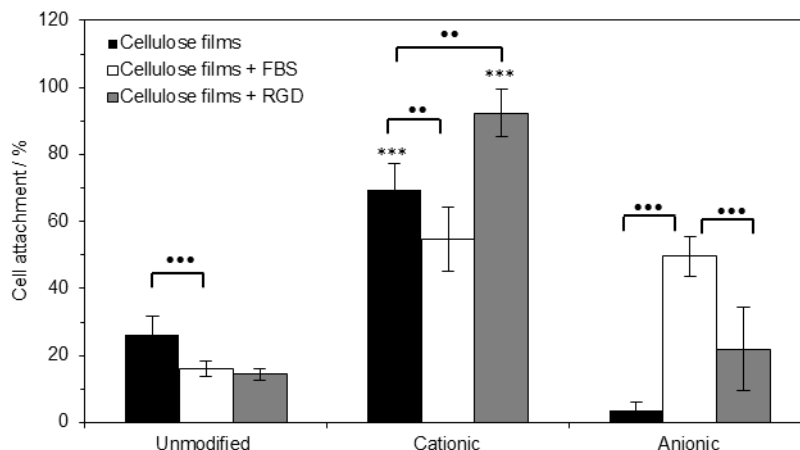 120
100
80
60
40
20
0
Cell attachment / %
Cellulose films
Cellulose films + FBS
Cellulose films + RGD
•••
***
••
••
***
•••
•••
Unmodified
Cationic
Anionic